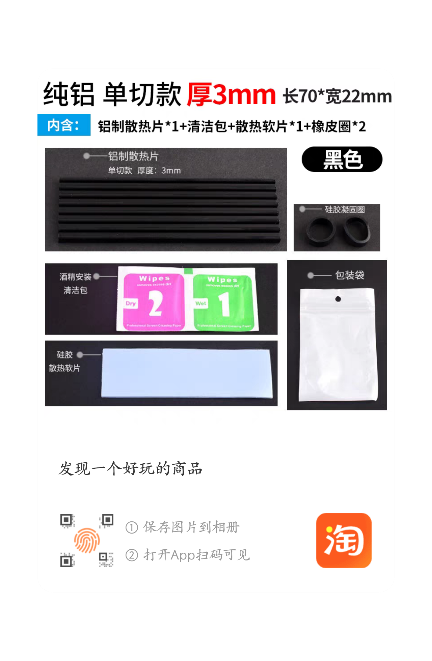 纯铝 单切款 厚3mm 长70*宽22mm
内含： 铝制散热片*1+清洁包+散热软片*1+橡皮圈*2
黑色
铝制散热片
单切款 厚度：3mm
硅胶凝固圈
酒精安装
清洁包
Wipes
Dry
2
Wipes
Wet
1
包装袋
硅胶
散热软片
发现一个好玩的商品
① 保存图片到相册
② 打开App扫码可见
淘